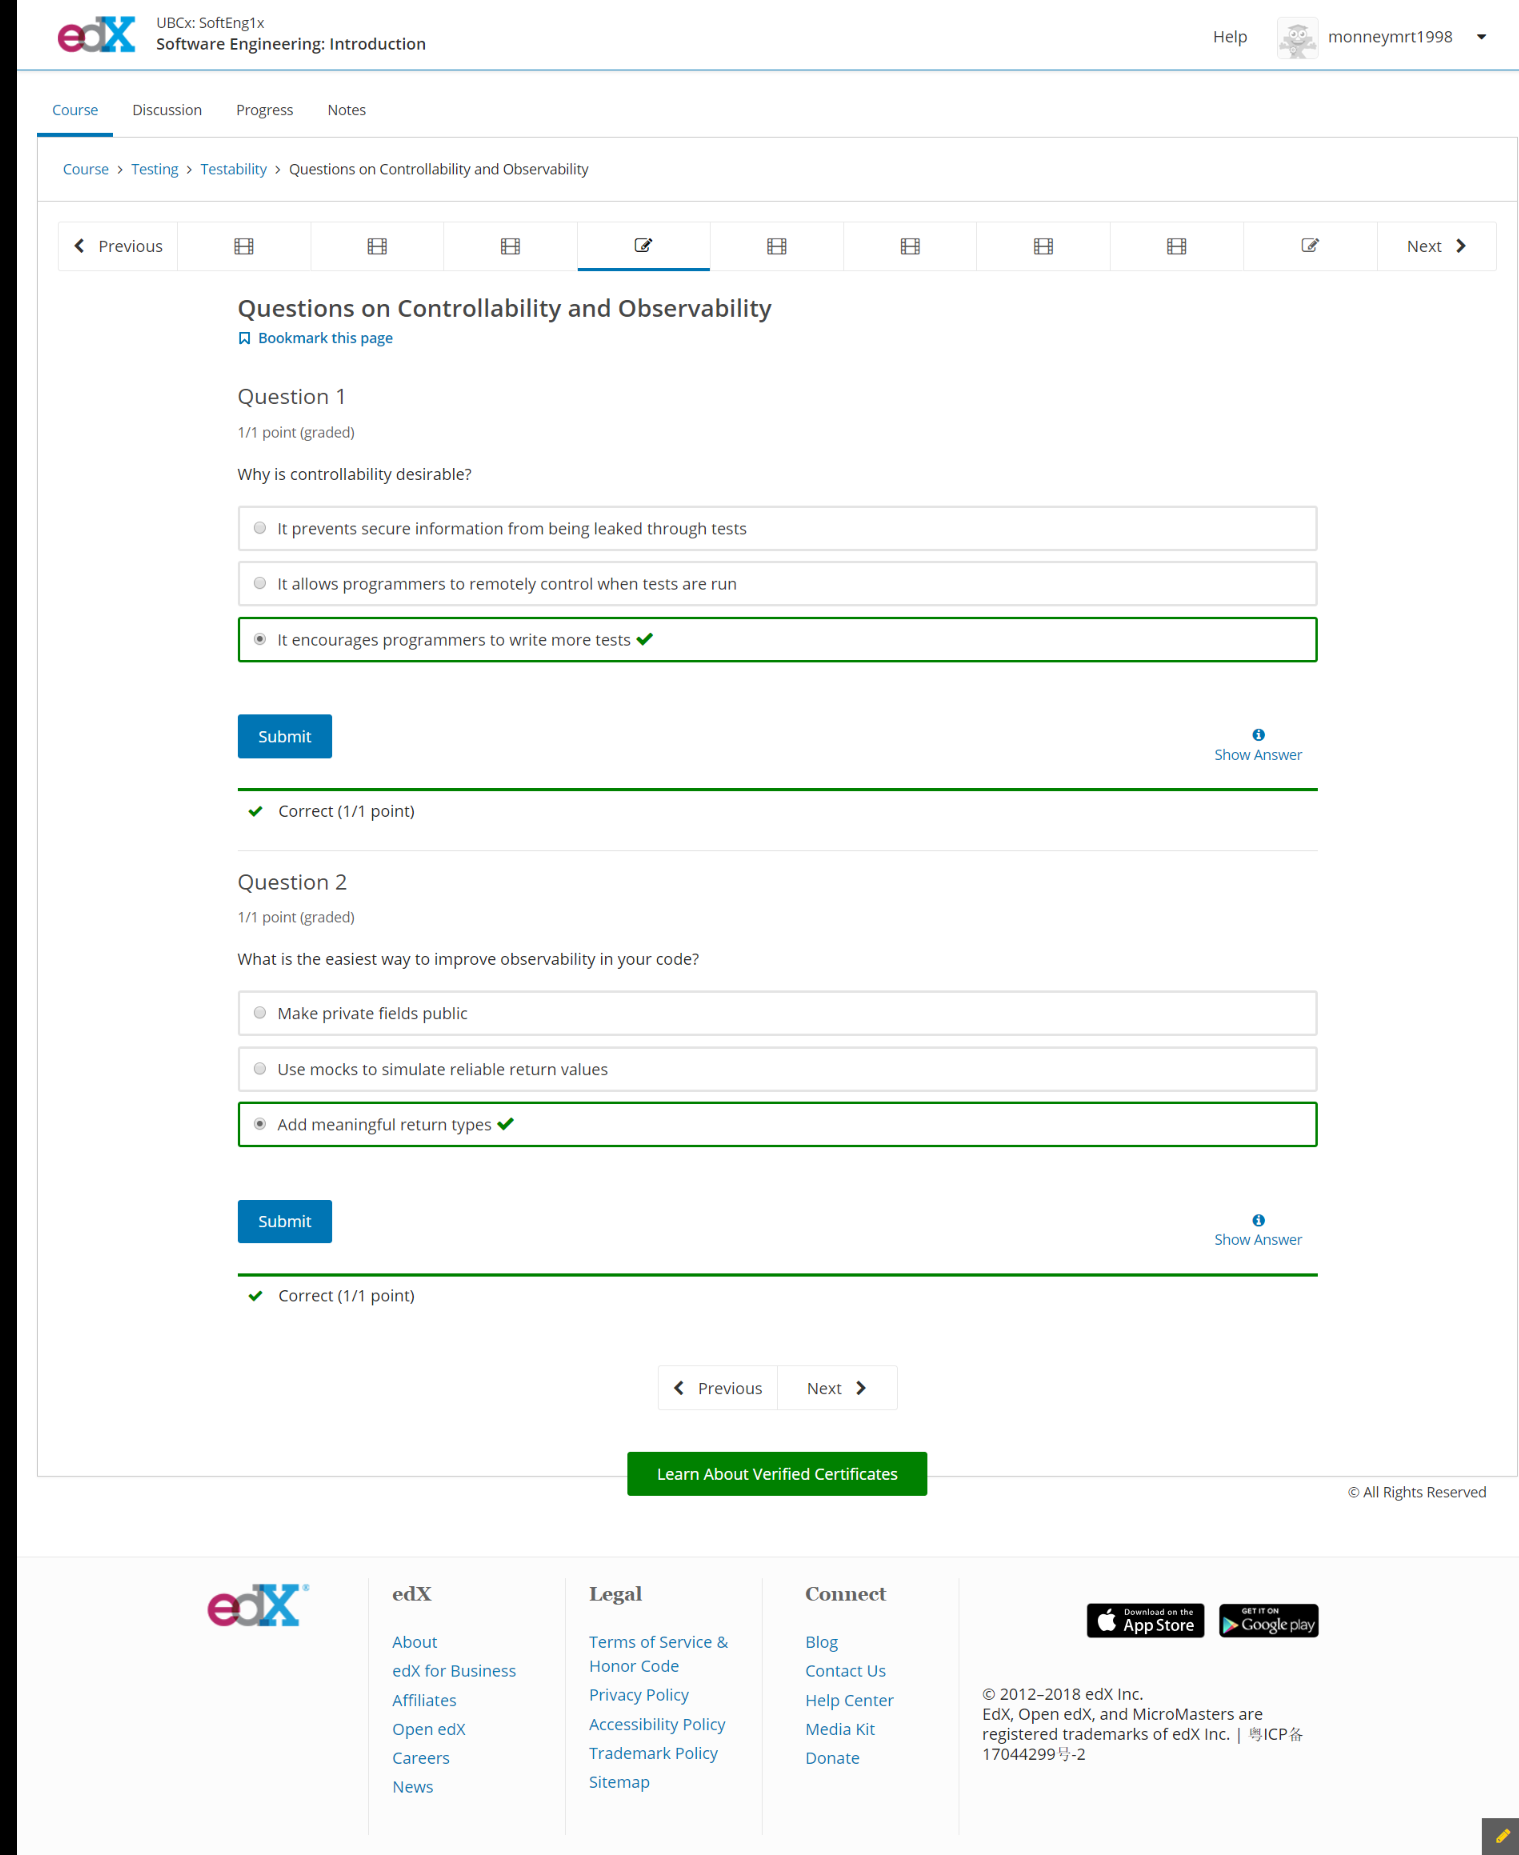 edX
UBCx: SoftEng1x
Software Engineering: Introduction
Help
monneymrt1998
Course
Discussion
Progress
Notes
Course > Testing > Testability > Questions on Controllability and Observability
Previous
Next
Questions on Controllability and Observability
Bookmark this page
Question 1
1/1 point (graded)
Why is controllability desirable?
It prevents secure information from being leaked through tests
It allows programmers to remotely control when tests are run
It encourages programmers to write more tests
Submit
Show Answer
Correct (1/1 point)
Question 2
1/1 point (graded)
What is the easiest way to improve observability in your code?
Make private fields public
Use mocks to simulate reliable return values
Add meaningful return types
Submit
Show Answer
Correct (1/1 point)
Previous
Next
Learn About Verified Certificates
© All Rights Reserved
edX®
edX
About
edX for Business
Affiliates
Open edX
Careers
News
Legal
Terms of Service &
Honor Code
Privacy Policy
Accessibility Policy
Trademark Policy
Sitemap
Connect
Blog
Contact Us
Help Center
Media Kit
Donate
Download on the
App Store
GET IT ON
Google play
© 2012–2018 edX Inc.
EdX, Open edX, and MicroMasters are
registered trademarks of edX Inc. | 粤ICP备
17044299号-2